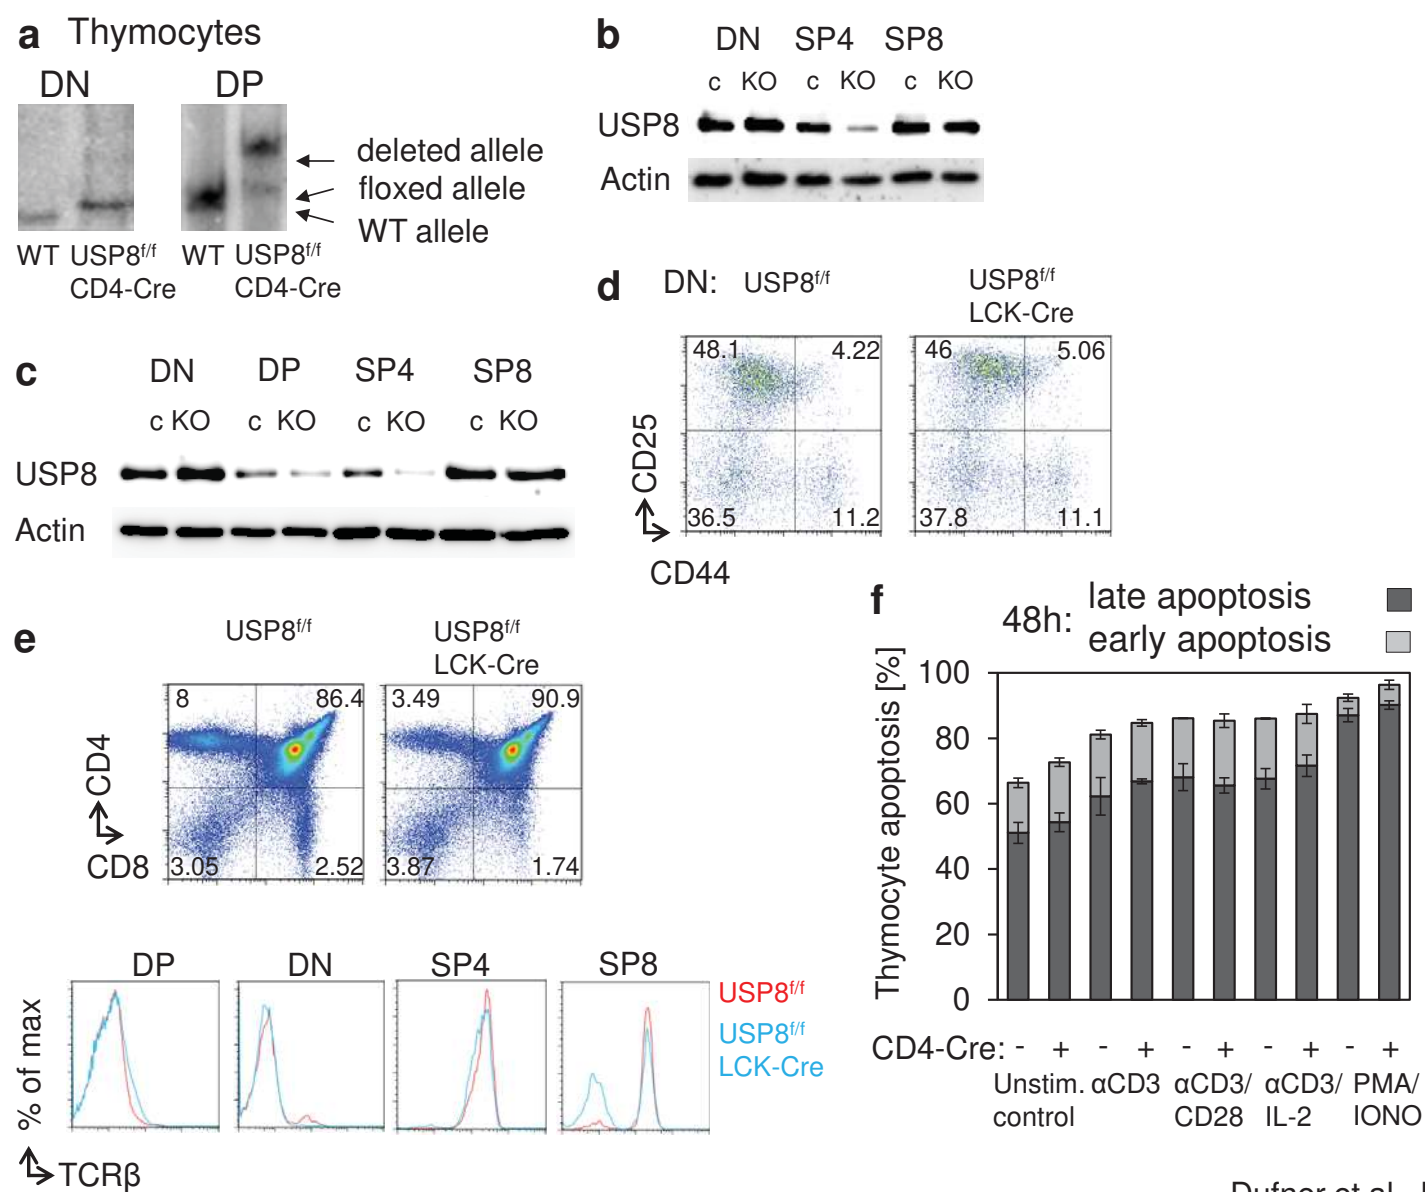 a Thymocytes
DN DP
deleted allele
floxed allele
WT allele
WT USP8f/f WT USP8f/f
CD4-Cre CD4-Cre
b DN SP4 SP8
c KO c KO c KO
USP8
Actin
c DN DP SP4 SP8
c KO c KO c KO c KO
USP8
Actin
d DN: USP8f/f USP8f/f
LCK-Cre
48.1 4.22 46 5.06
36.5 11.2 37.8 11.1
CD25
CD44
e USP8f/f USP8f/f
LCK-Cre
8 86.4 3.49 90.9
3.05 2.52 3.87 1.74
CD4
CD8
DP DN SP4 SP8
USP8f/f
USP8f/f
LCK-Cre
% of max
TCRβ
f 48h: late apoptosis
early apoptosis
Thymocyte apoptosis [%]
100
80
60
40
20
0
CD4-Cre: - + - + - + - + - +
Unstim. αCD3 αCD3/ αCD3/ PMA/
control CD28 IL-2 IONO